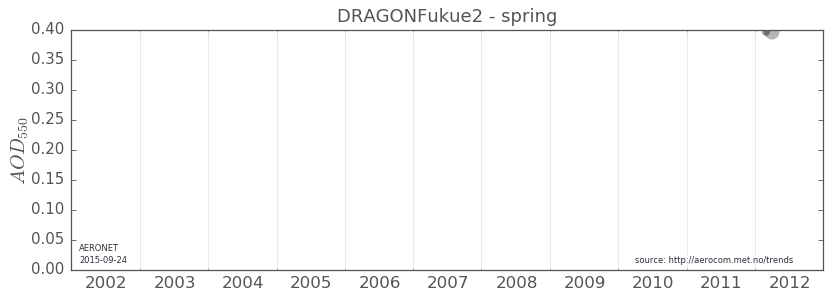 DRAGONFukue2 - spring
0.40
0.35
0.30
0.25
0.20
0.15
0.10
0.05
0.00
AOD550
AERONET
2015-09-24
source: http://aerocom.met.no/trends
2002 2003 2004 2005 2006 2007 2008 2009 2010 2011 2012